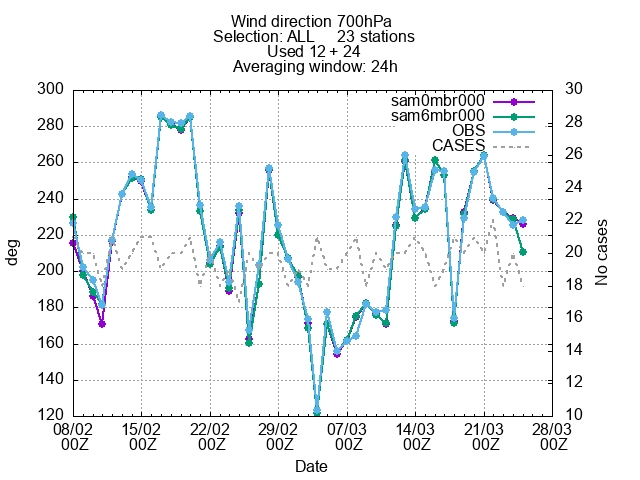 Wind direction 700hPa
Selection: ALL 23 stations
Used 12 + 24
Averaging window: 24h
300 30
280 28
260 26
240 24
220 22
200 20
180 18
160 16
140 14
120 12
10
deg
No cases
sam0mbr000
sam6mbr000
OBS
CASES
08/02 15/02 22/02 29/02 07/03 14/03 21/03 28/03
00Z 00Z 00Z 00Z 00Z 00Z 00Z 00Z
Date